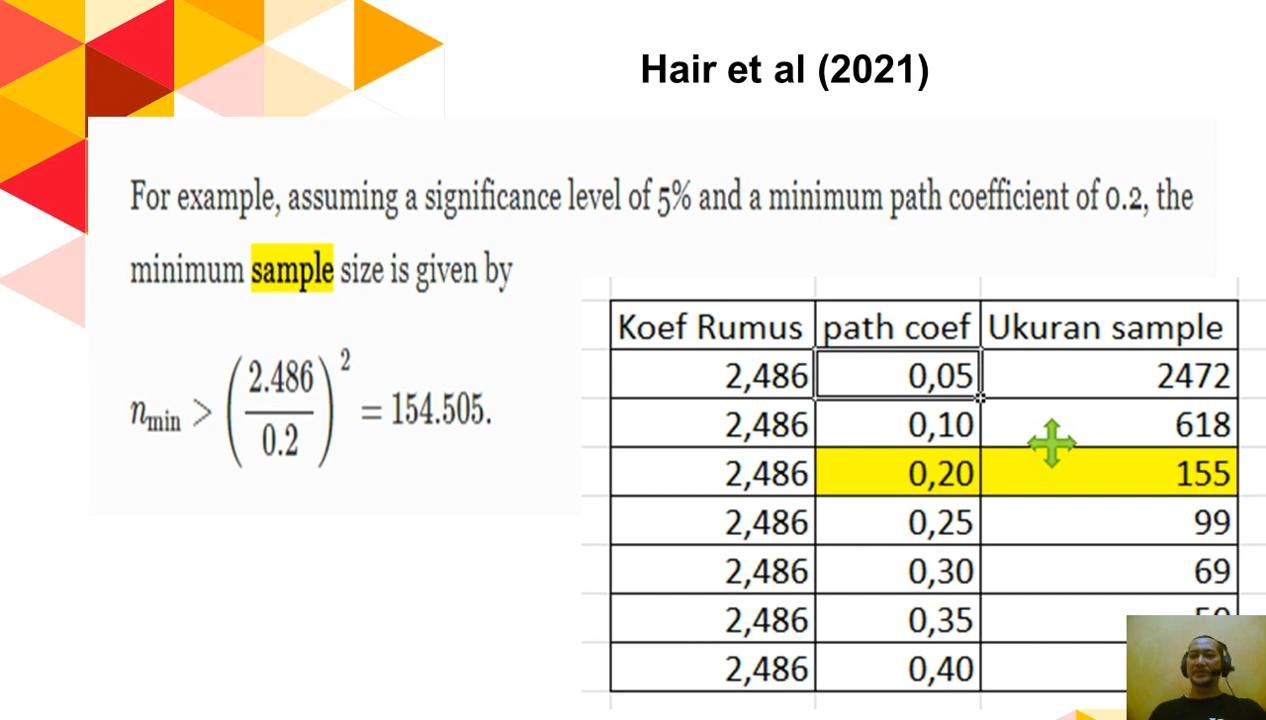 Hair et al (2021)
For example, assuming a significance level of 5% and a minimum path coefficient of 0.2, the
minimum sample size is given by
n_min > (2.486 / 0.2)^2 = 154.505.
Koef Rumus path coef Ukuran sample
2,486 0,05 2472
2,486 0,10 618
2,486 0,20 155
2,486 0,25 99
2,486 0,30 69
2,486 0,35
2,486 0,40